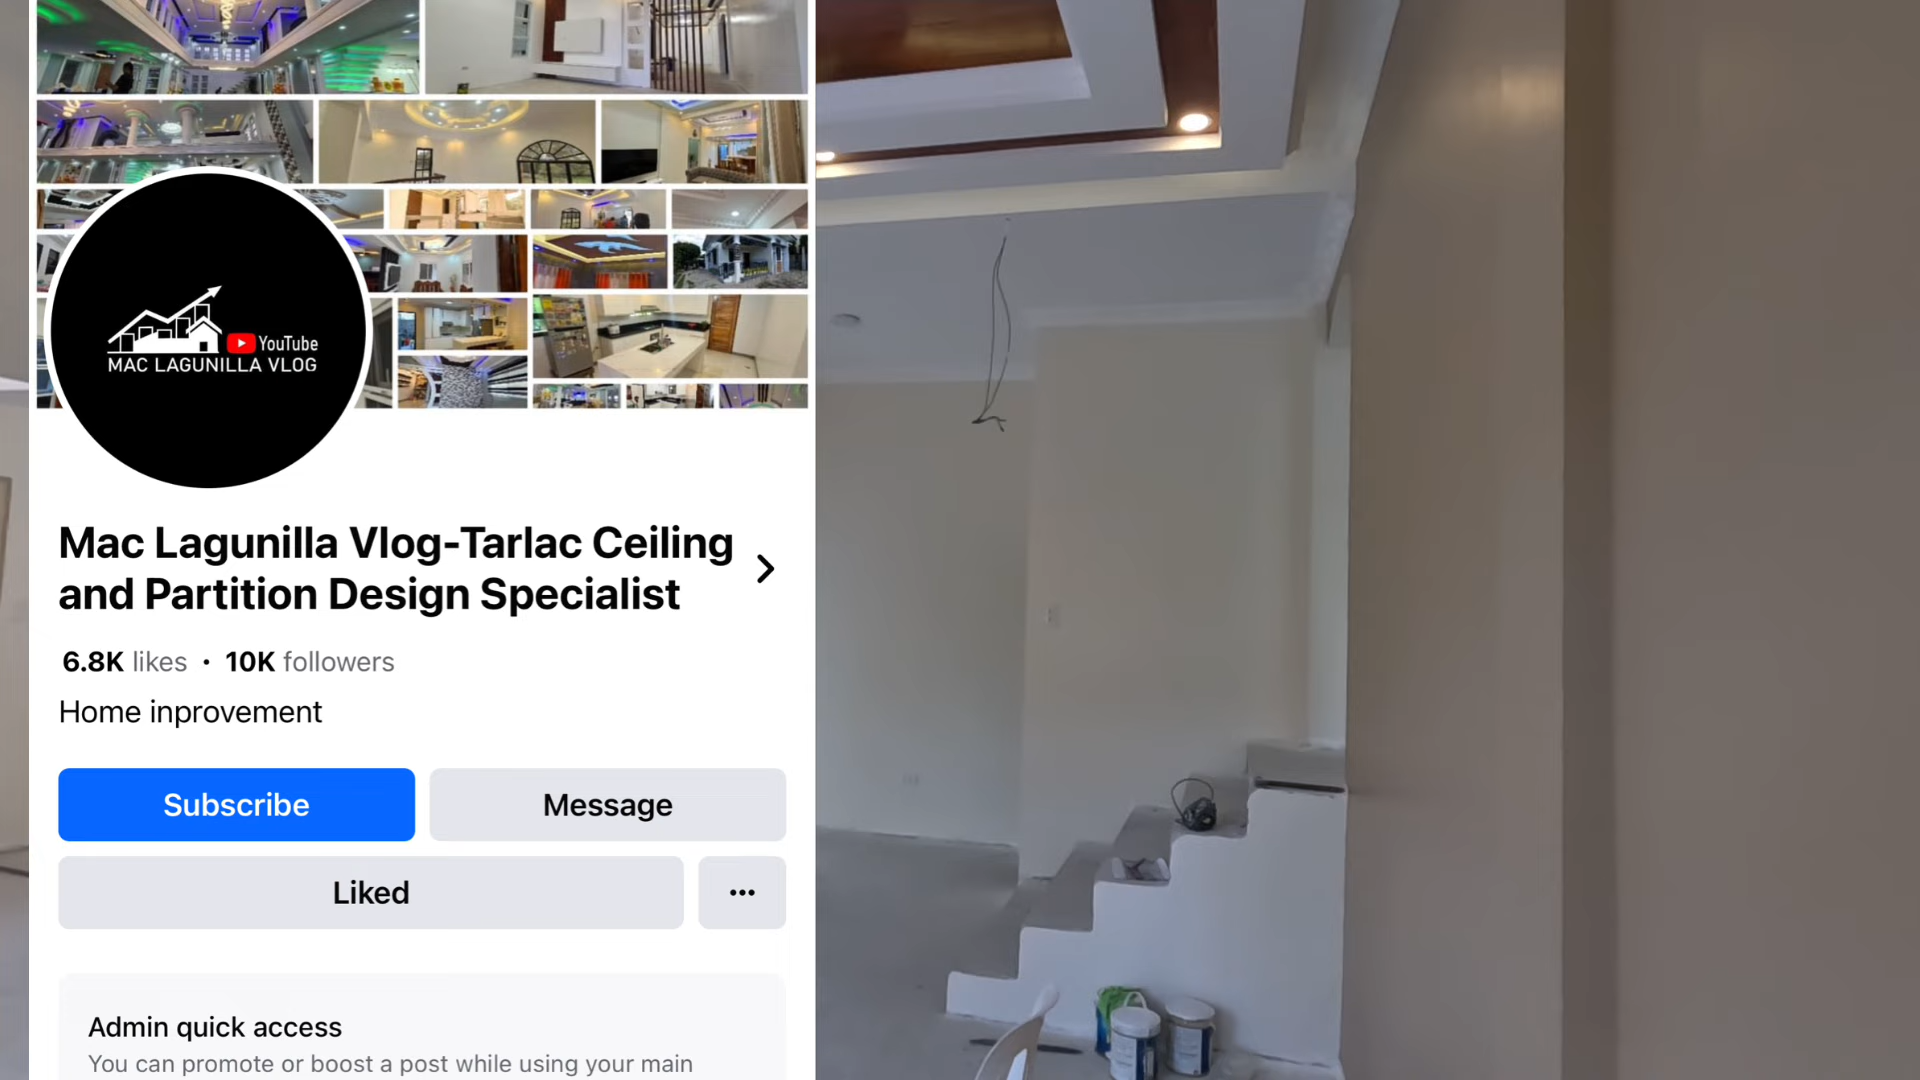 YouTube
MAC LAGUNILLA VLOG
Mac Lagunilla Vlog-Tarlac Ceiling
and Partition Design Specialist
6.8K likes • 10K followers
Home inprovement
Subscribe
Message
Liked
Admin quick access
You can promote or boost a post while using your main